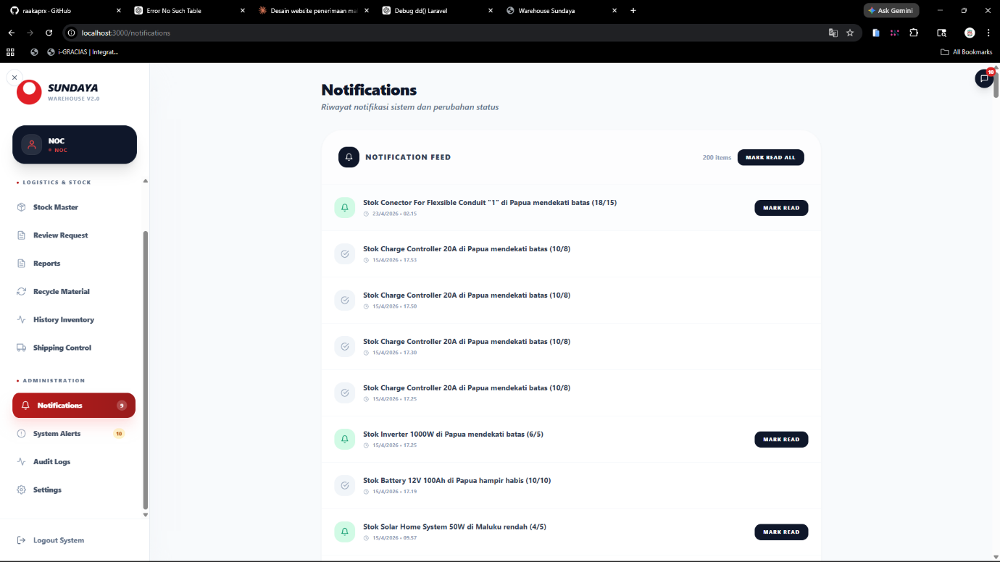 raakaprx · GitHub
Error No Such Table
Desain website penerimaan ma
Debug dd() Laravel
Warehouse Sundaya
Ask Gemini
localhost:3000/notifications
i-GRACIAS | Integrat...
All Bookmarks
SUNDAYA
WAREHOUSE V2.0
NOC
NOC
LOGISTICS & STOCK
Stock Master
Review Request
Reports
Recycle Material
History Inventory
Shipping Control
ADMINISTRATION
Notifications 9
System Alerts 10
Audit Logs
Settings
Logout System
10
Notifications
Riwayat notifikasi sistem dan perubahan status
NOTIFICATION FEED
200 items
MARK READ ALL
Stok Conector For Flexsible Conduit "1" di Papua mendekati batas (18/15)
23/4/2026 • 02.15
MARK READ
Stok Charge Controller 20A di Papua mendekati batas (10/8)
15/4/2026 • 17.53
Stok Charge Controller 20A di Papua mendekati batas (10/8)
15/4/2026 • 17.50
Stok Charge Controller 20A di Papua mendekati batas (10/8)
15/4/2026 • 17.30
Stok Charge Controller 20A di Papua mendekati batas (10/8)
15/4/2026 • 17.25
Stok Inverter 1000W di Papua mendekati batas (6/5)
15/4/2026 • 17.25
MARK READ
Stok Battery 12V 100Ah di Papua hampir habis (10/10)
15/4/2026 • 17.19
Stok Solar Home System 50W di Maluku rendah (4/5)
15/4/2026 • 09.57
MARK READ